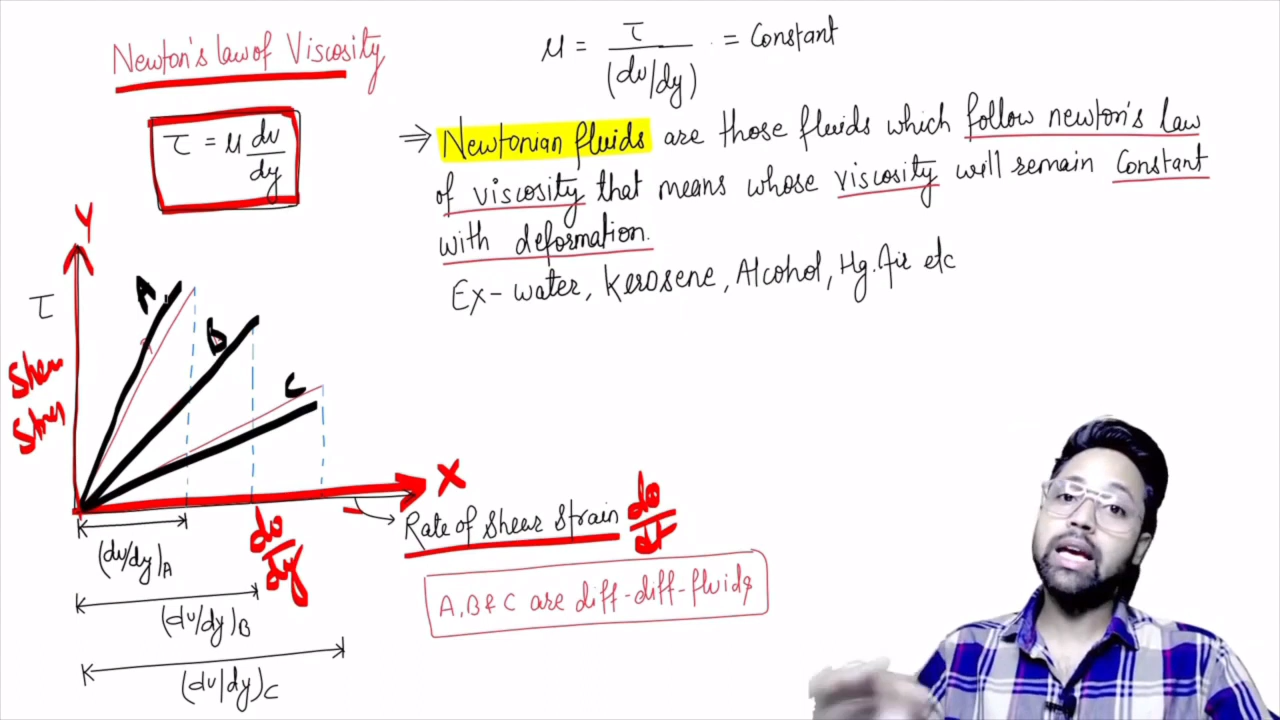 Newton's law of Viscosity
τ = μ du/dy
μ = τ/(du/dy) = Constant
⇒ Newtonian fluids are those fluids which follow newton's law
of viscosity that means whose viscosity will remain Constant
with deformation.
Ex- water, Kerosene, Alcohol, Hg. Air etc
Y
τ
Shear
Stress
A
B
C
X
Rate of Shear Strain dθ/dt
du/dy
(du/dy)A
(du/dy)B
(du/dy)C
A, B & C are diff-diff-fluids